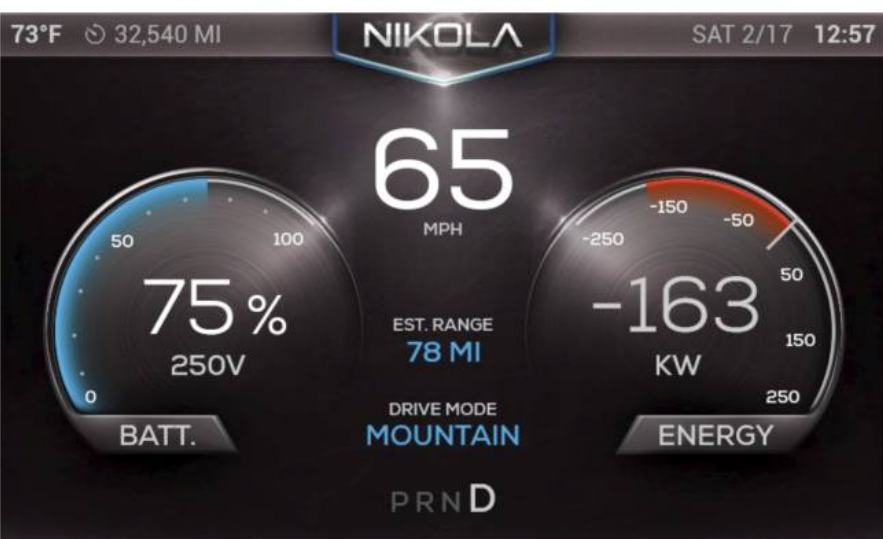 73°F 32,540 MI NIKOLA SAT 2/17 12:57
65
MPH
50 100
75%
250V
0
BATT.
EST. RANGE
78 MI
DRIVE MODE
MOUNTAIN
PRND
-250 -150 -50
50
-163
150
KW
250
ENERGY